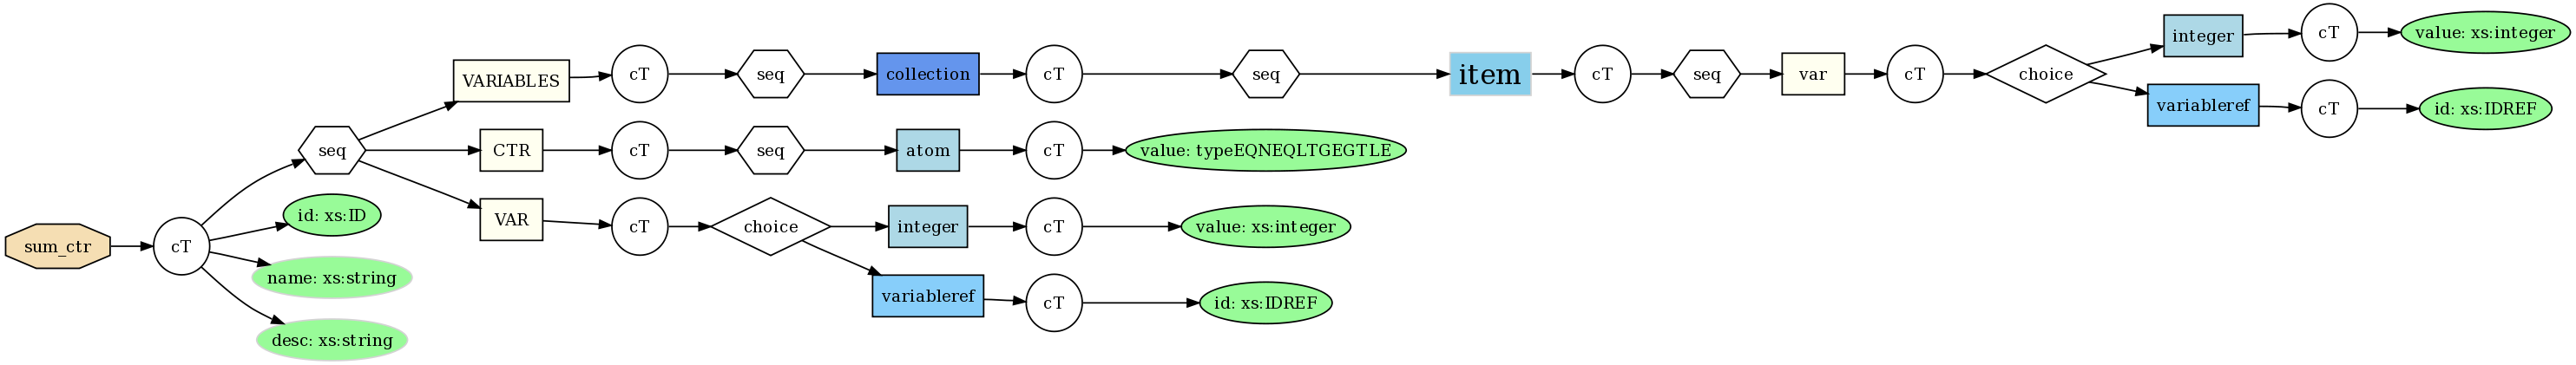 sum_ctr
cT
seq
id: xs:ID
name: xs:string
desc: xs:string
VARIABLES
cT
seq
collection
cT
seq
item
cT
seq
var
cT
choice
integer
cT
value: xs:integer
variableref
cT
id: xs:IDREF
CTR
cT
seq
atom
cT
value: typeEQNEQLTGEGTLE
VAR
cT
choice
integer
cT
value: xs:integer
variableref
cT
id: xs:IDREF